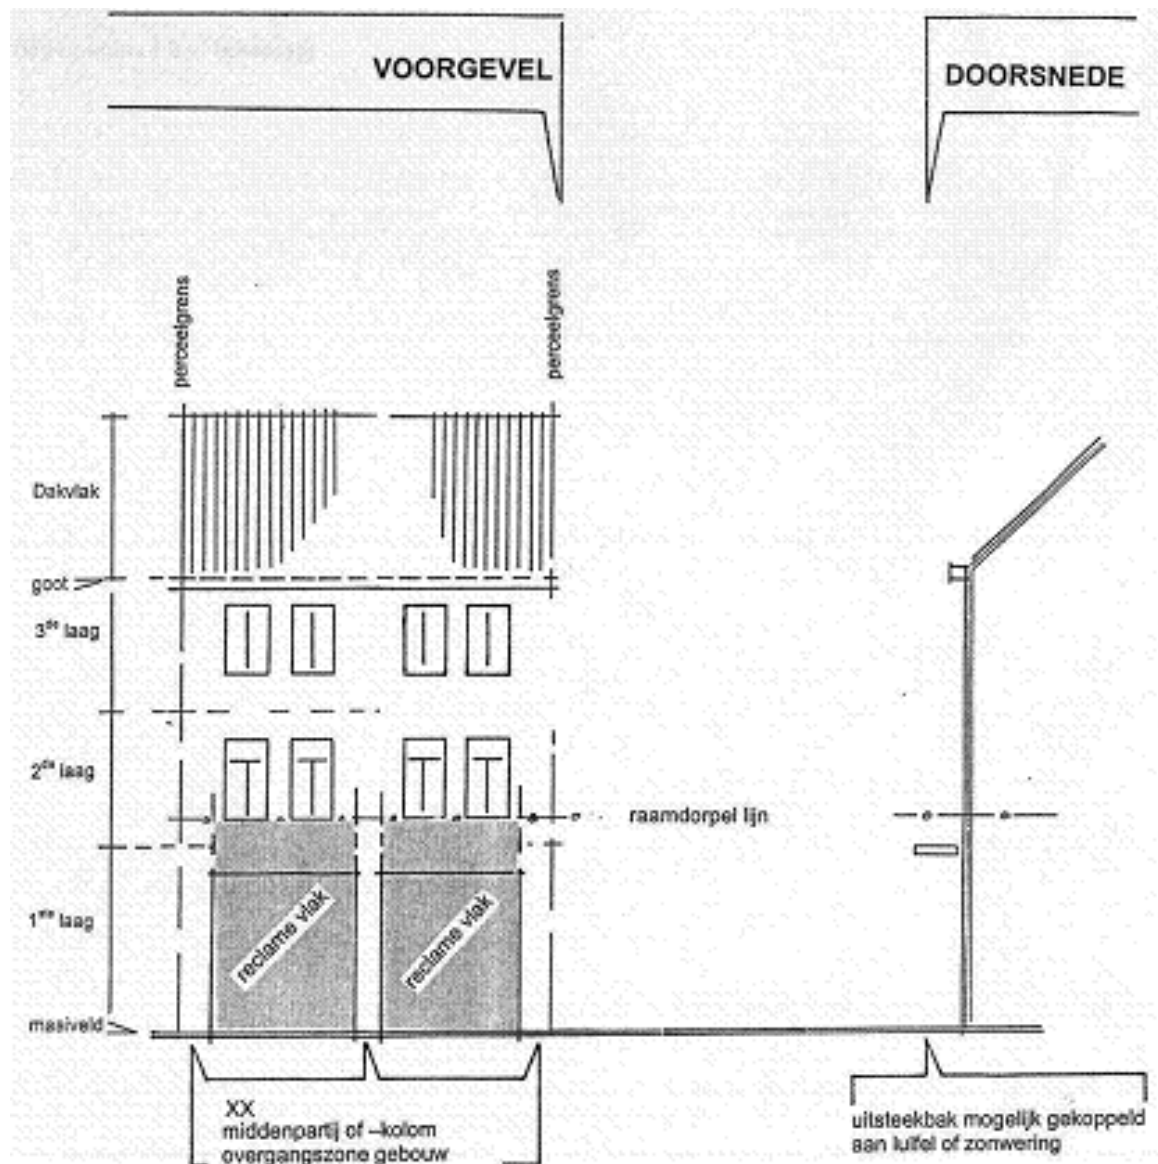 VOORGEVEL
DOORSNEDE
perceelgrens
perceelgrens
Dakvlak
goot
3de laag
2de laag
raamdorpel lijn
1ste laag
reclame vlak
reclame vlak
maaiveld
XX
middenpartij of –kolom
overgangszone gebouw
uitsteekbak mogelijk gekoppeld
aan luifel of zonwering